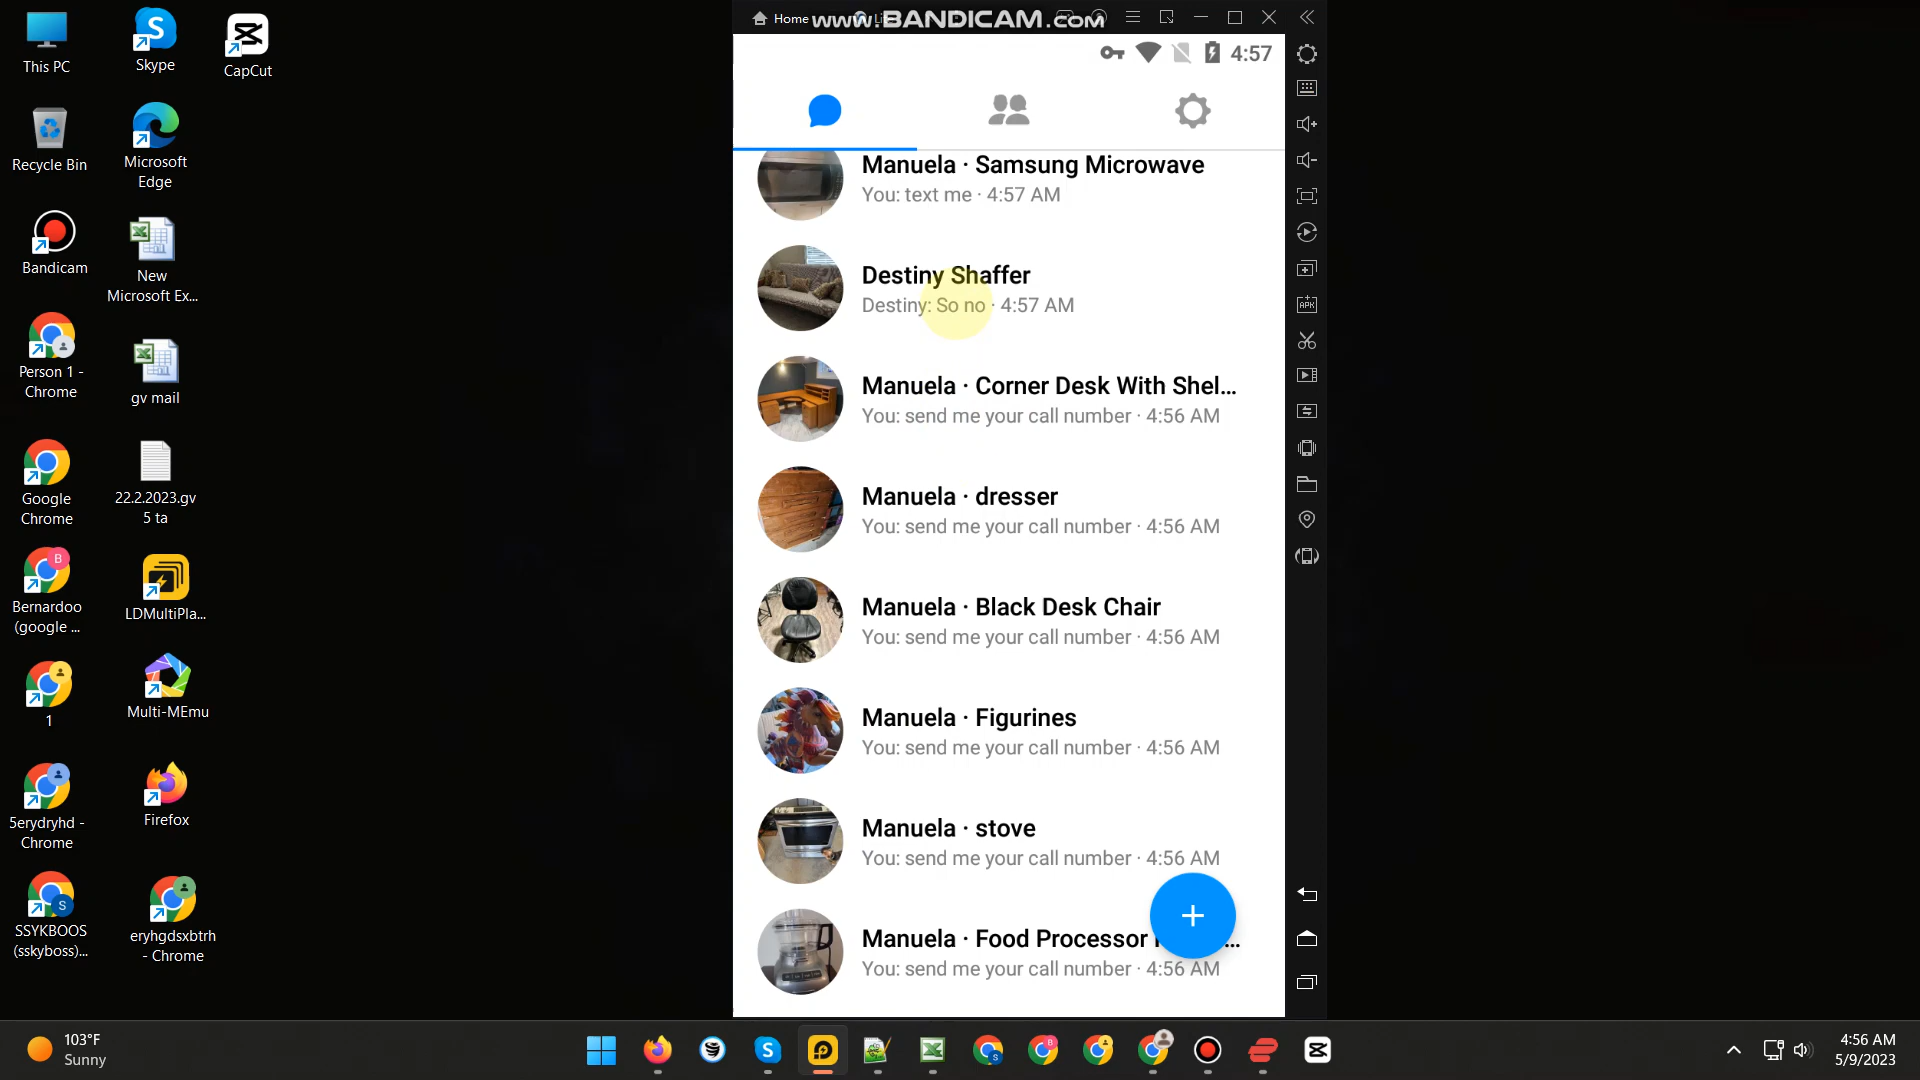 This PC
Skype
CapCut
Recycle Bin
Microsoft
Edge
Bandicam
New
Microsoft Ex...
Person 1 -
Chrome
gv mail
Google
Chrome
22.2.2023.gv
5 ta
Bernardoo
(google ...
LDMultiPla...
1
Multi-MEmu
5erydryhd -
Chrome
Firefox
SSYKBOOS
(sskyboss)...
eryhgdsxbtrh
- Chrome
Home
www.BANDICAM.com
4:57
Manuela · Samsung Microwave
You: text me · 4:57 AM
Destiny Shaffer
Destiny: So no · 4:57 AM
Manuela · Corner Desk With Shel...
You: send me your call number · 4:56 AM
Manuela · dresser
You: send me your call number · 4:56 AM
Manuela · Black Desk Chair
You: send me your call number · 4:56 AM
Manuela · Figurines
You: send me your call number · 4:56 AM
Manuela · stove
You: send me your call number · 4:56 AM
Manuela · Food Processor
You: send me your call number · 4:56 AM
103°F
Sunny
4:56 AM
5/9/2023